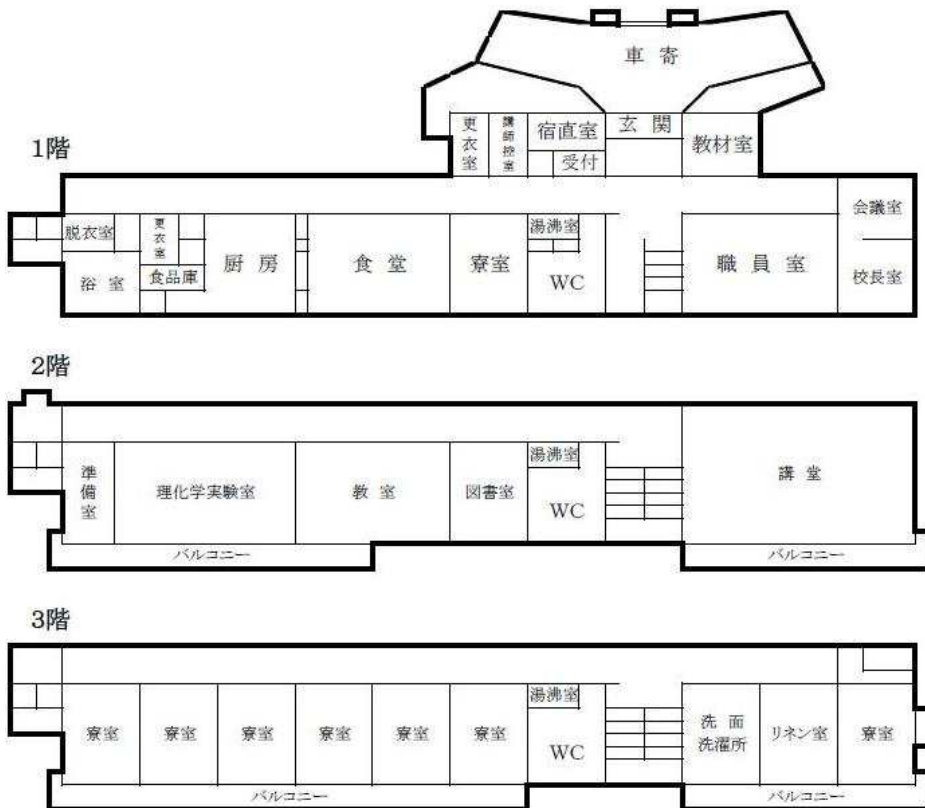 車寄
1階
更衣室
講師控室
宿直室
受付
玄関
教材室
会議室
脱衣室
更衣室
湯沸室
浴室
食品庫
厨房
食堂
寮室
WC
職員室
校長室
2階
準備室
理化学実験室
教室
図書室
湯沸室
WC
講堂
バルコニー
バルコニー
3階
寮室
寮室
寮室
寮室
寮室
寮室
湯沸室
WC
洗面
洗濯所
リネン室
寮室
バルコニー
バルコニー